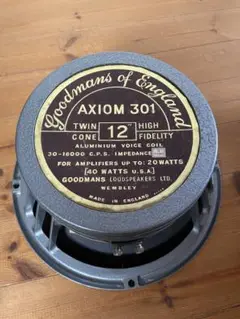 Goodmans of England
AXIOM 301
TWIN 12" HIGH
CONE FIDELITY
ALUMINIUM VOICE COIL
30-16000 C.P.S. IMPEDANCE
FOR AMPLIFIERS UP TO: 20 WATTS
[40 WATTS U.S.A.]
GOODMANS LOUDSPEAKERS LTD.
WEMBLEY
MADE IN ENGLAND